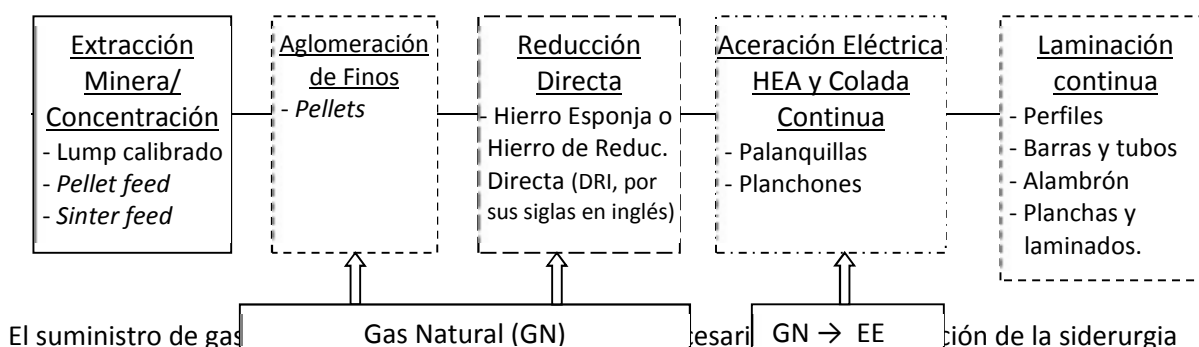 Extracción
Minera/
Concentración
- Lump calibrado
- Pellet feed
- Sinter feed
Aglomeración
de Finos
- Pellets
Reducción
Directa
- Hierro Esponja o
Hierro de Reduc.
Directa (DRI, por
sus siglas en inglés)
Aceración Eléctrica
HEA y Colada
Continua
- Palanquillas
- Planchones
Laminación
continua
- Perfiles
- Barras y tubos
- Alambrón
- Planchas y
laminados.
Gas Natural (GN)
GN → EE
El suministro de gas cesari ción de la siderurgia